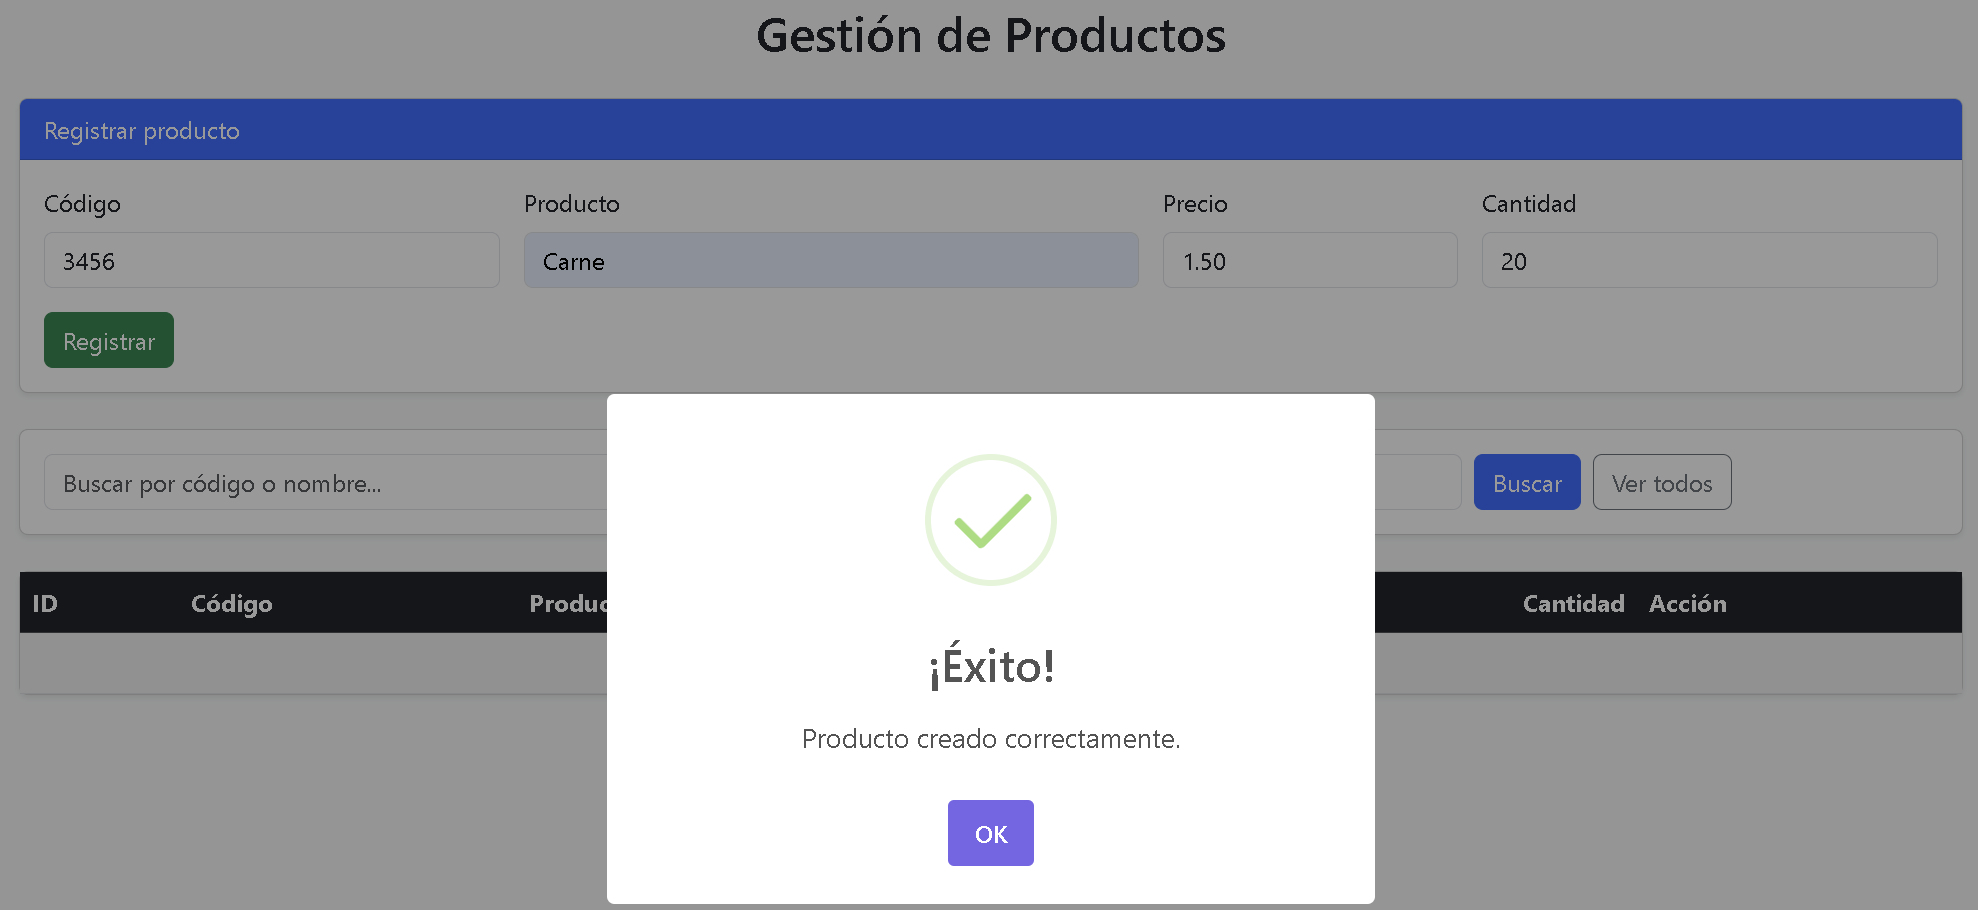 Gestión de Productos
Registrar producto
Código Producto Precio Cantidad
3456 Carne 1.50 20
Registrar
Buscar por código o nombre... Buscar Ver todos
ID Código Produc Cantidad Acción
¡Éxito!
Producto creado correctamente.
OK